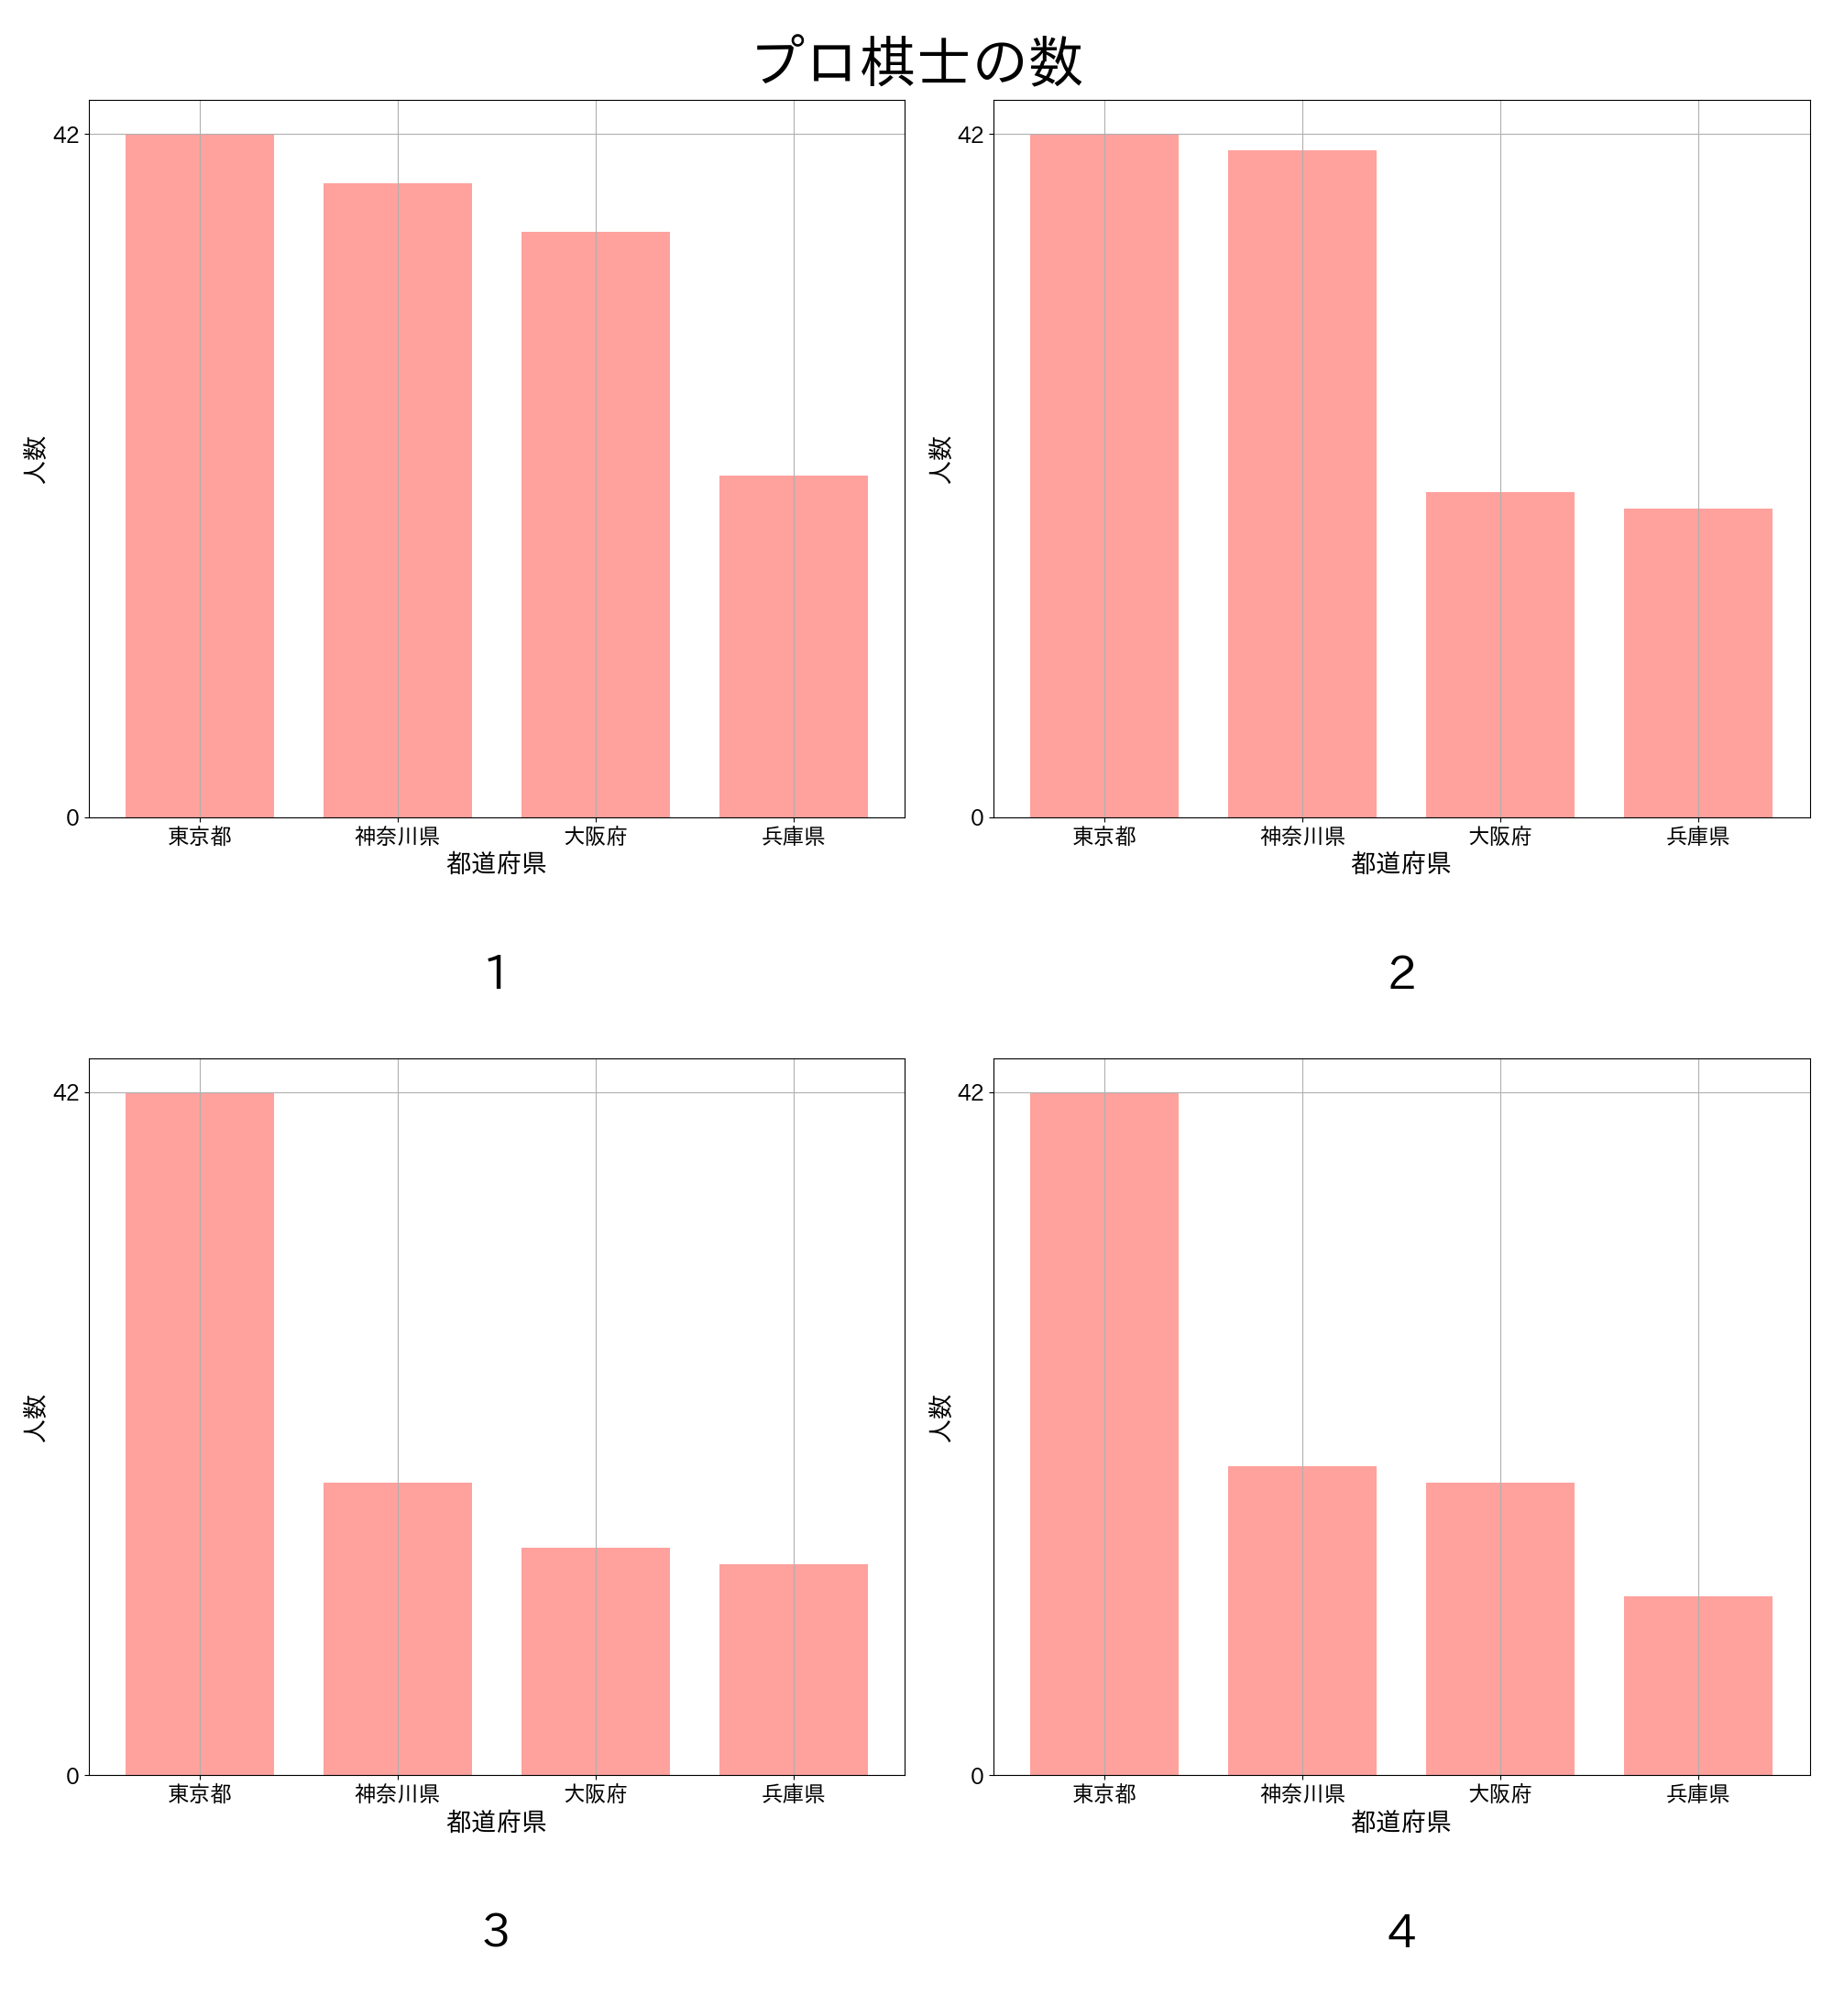 プロ棋士の数
42
0
人数
東京都 神奈川県 大阪府 兵庫県
都道府県
1
42
0
人数
東京都 神奈川県 大阪府 兵庫県
都道府県
2
42
0
人数
東京都 神奈川県 大阪府 兵庫県
都道府県
3
42
0
人数
東京都 神奈川県 大阪府 兵庫県
都道府県
4